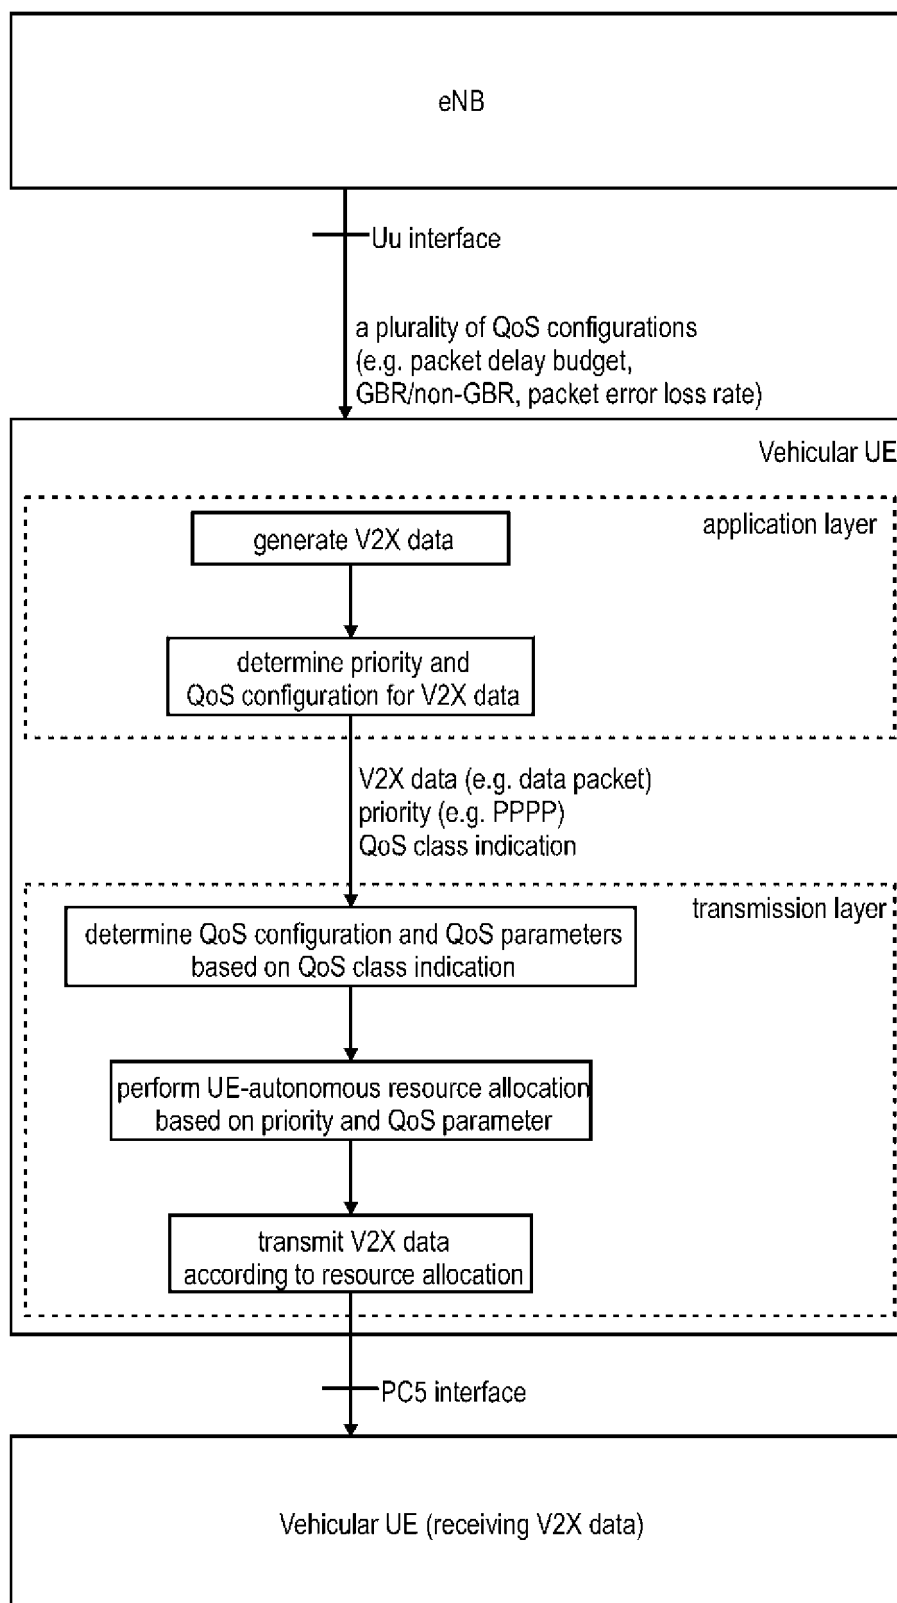 eNB
Uu interface
a plurality of QoS configurations
(e.g. packet delay budget,
GBR/non-GBR, packet error loss rate)
Vehicular UE
application layer
generate V2X data
determine priority and
QoS configuration for V2X data
V2X data (e.g. data packet)
priority (e.g. PPPP)
QoS class indication
transmission layer
determine QoS configuration and QoS parameters
based on QoS class indication
perform UE-autonomous resource allocation
based on priority and QoS parameter
transmit V2X data
according to resource allocation
PC5 interface
Vehicular UE (receiving V2X data)